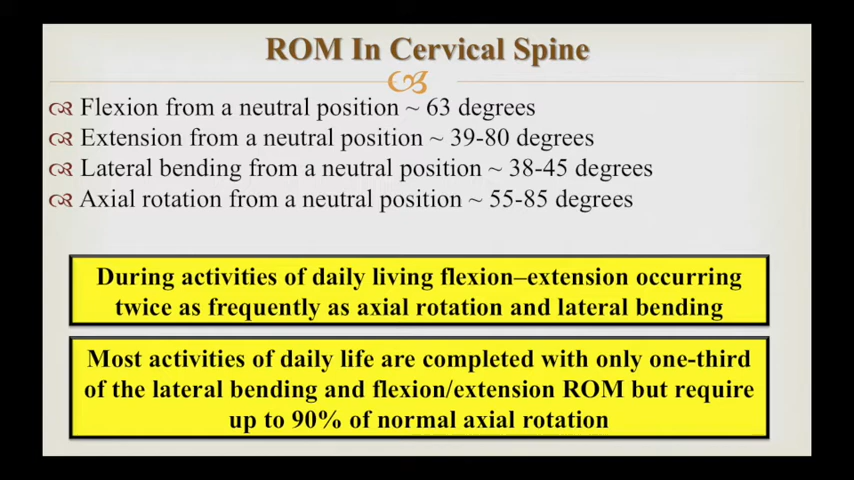 ROM In Cervical Spine
Flexion from a neutral position ~ 63 degrees
Extension from a neutral position ~ 39-80 degrees
Lateral bending from a neutral position ~ 38-45 degrees
Axial rotation from a neutral position ~ 55-85 degrees
During activities of daily living flexion–extension occurring
twice as frequently as axial rotation and lateral bending
Most activities of daily life are completed with only one-third
of the lateral bending and flexion/extension ROM but require
up to 90% of normal axial rotation